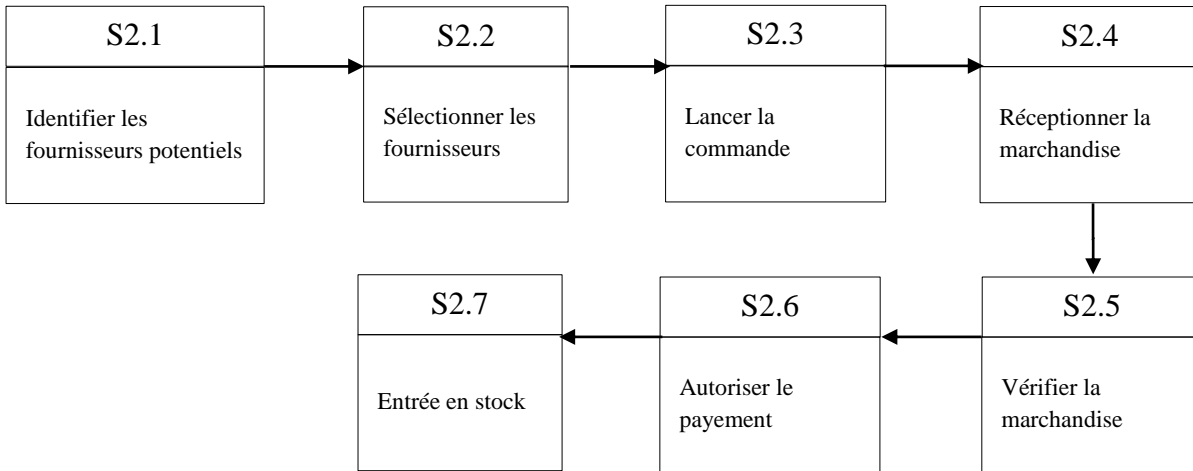 S2.1
Identifier les
fournisseurs potentiels
S2.2
Sélectionner les
fournisseurs
S2.3
Lancer la
commande
S2.4
Réceptionner la
marchandise
S2.5
Vérifier la
marchandise
S2.6
Autoriser le
payement
S2.7
Entrée en stock